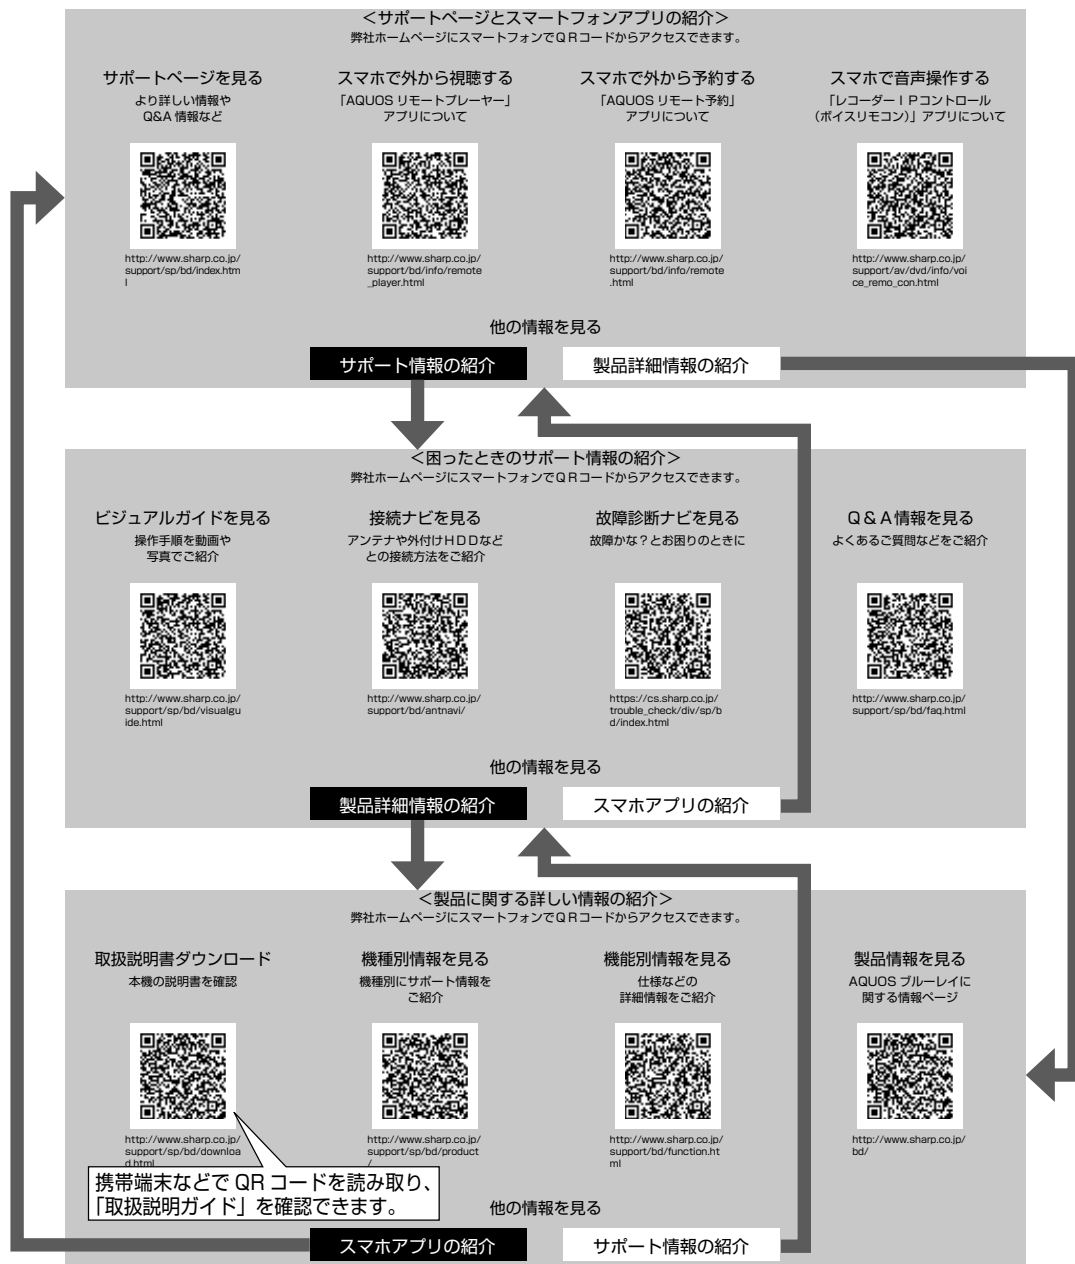 ＜サポートページとスマートフォンアプリの紹介＞
弊社ホームページにスマートフォンでＱＲコードからアクセスできます。
サポートページを見る
より詳しい情報や
Q&A 情報など
http://www.sharp.co.jp/
support/sp/bd/index.htm
l
スマホで外から視聴する
「AQUOS リモートプレーヤー」
アプリについて
http://www.sharp.co.jp/
support/bd/info/remote
_player.html
スマホで外から予約する
「AQUOS リモート予約」
アプリについて
http://www.sharp.co.jp/
support/bd/info/remote
.html
スマホで音声操作する
「レコーダーＩＰコントロール
（ボイスリモコン）」アプリについて
http://www.sharp.co.jp/
support/av/dvd/info/voi
ce_remo_con.html
他の情報を見る
サポート情報の紹介
製品詳細情報の紹介
＜困ったときのサポート情報の紹介＞
弊社ホームページにスマートフォンでＱＲコードからアクセスできます。
ビジュアルガイドを見る
操作手順を動画や
写真でご紹介
http://www.sharp.co.jp/
support/sp/bd/visualgu
ide.html
接続ナビを見る
アンテナや外付けＨＤＤなど
との接続方法をご紹介
http://www.sharp.co.jp/
support/bd/antnavi/
故障診断ナビを見る
故障かな？とお困りのときに
https://cs.sharp.co.jp/
trouble_check/div/sp/b
d/index.html
Ｑ＆Ａ情報を見る
よくあるご質問などをご紹介
http://www.sharp.co.jp/
support/sp/bd/faq.html
他の情報を見る
製品詳細情報の紹介
スマホアプリの紹介
＜製品に関する詳しい情報の紹介＞
弊社ホームページにスマートフォンでＱＲコードからアクセスできます。
取扱説明書ダウンロード
本機の説明書を確認
http://www.sharp.co.jp/
support/sp/bd/downloa
d.html
携帯端末などで QR コードを読み取り、
「取扱説明ガイド」を確認できます。
機種別情報を見る
機種別にサポート情報を
ご紹介
http://www.sharp.co.jp/
support/sp/bd/product
/
機能別情報を見る
仕様などの
詳細情報をご紹介
http://www.sharp.co.jp/
support/bd/function.ht
ml
製品情報を見る
AQUOS ブルーレイに
関する情報ページ
http://www.sharp.co.jp/
bd/
他の情報を見る
スマホアプリの紹介
サポート情報の紹介